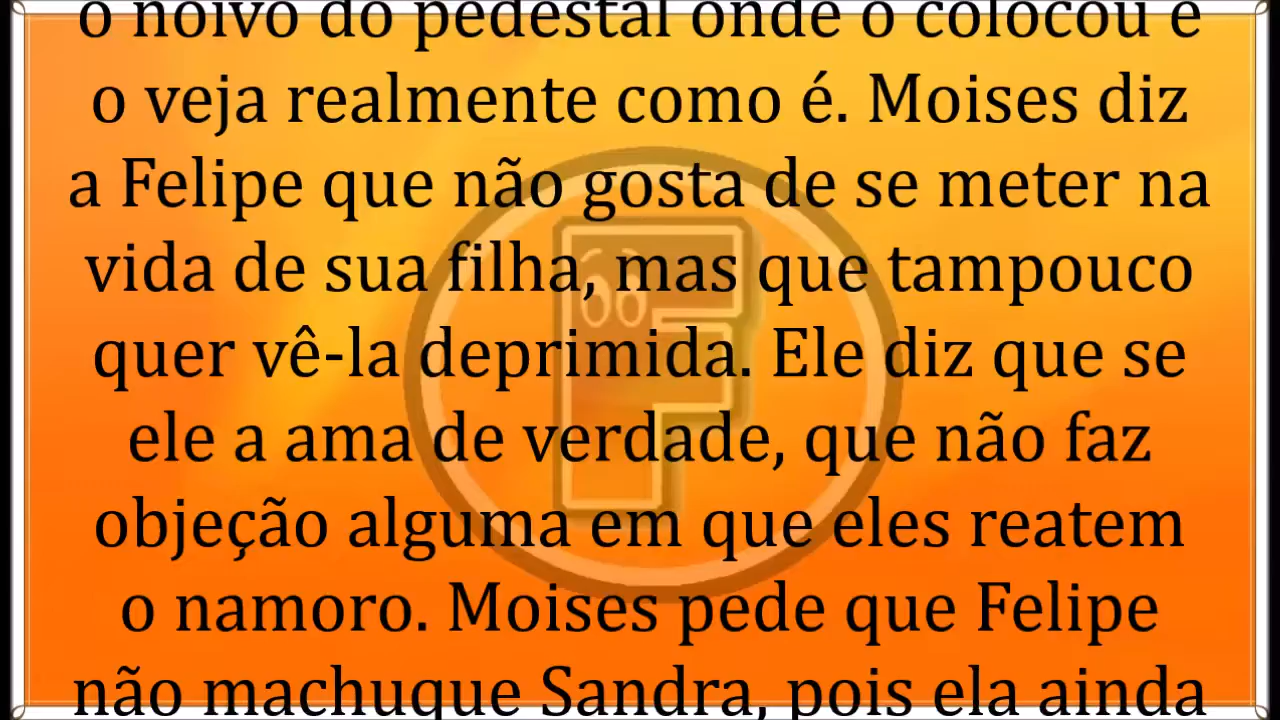 o noivo do pedestal onde o colocou e
o veja realmente como é. Moises diz
a Felipe que não gosta de se meter na
vida de sua filha, mas que tampouco
quer vê-la deprimida. Ele diz que se
ele a ama de verdade, que não faz
objeção alguma em que eles reatem
o namoro. Moises pede que Felipe
não machuque Sandra, pois ela ainda